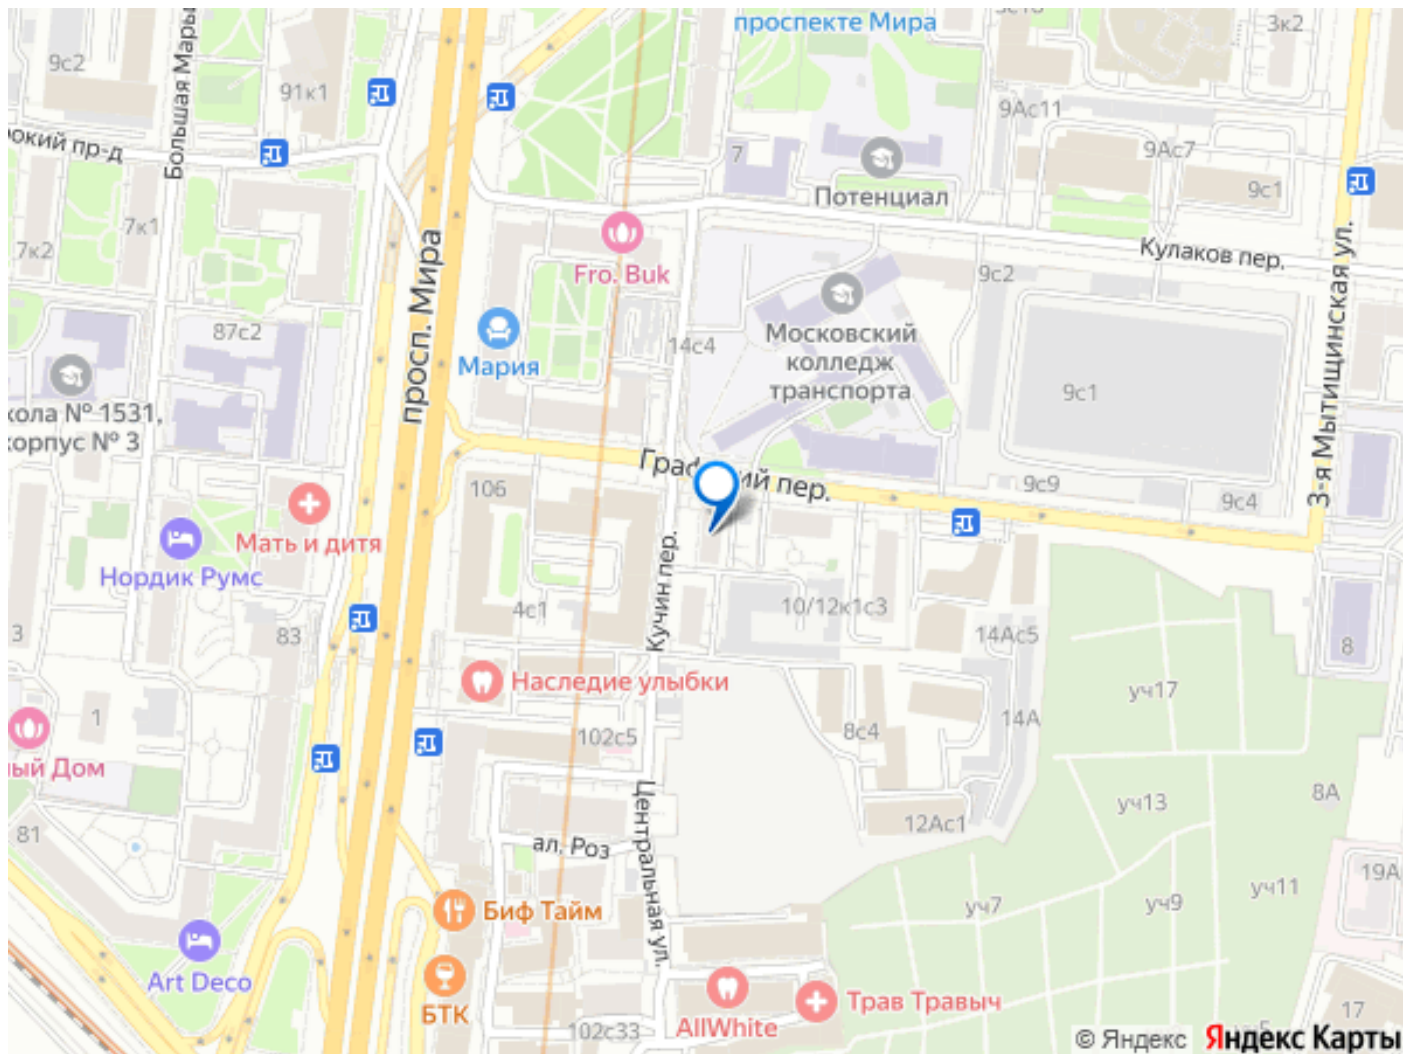 проспекте Мира
3к2
9с2
91к1
Большая Марь
9Ас11
окий пр-д
7
9Ас7
Потенциал
9с1
7к1
7к2
просп. Мира
Fro. Buk
Кулаков пер.
9с2
3-я Мытищинская ул.
87с2
Мария
14с4
Московский
колледж
транспорта
9с1
кола № 1531,
корпус № 3
106
Граф ий пер.
9с9
9с4
Мать и дитя
Нордик Румс
Кучин пер.
4с1
10/12к1с3
14Ас5
3
83
8
Наследие улыбки
уч17
1
102с5
8с4
14А
ый Дом
Центральная ул.
уч13
8А
81
12Ас1
ал. Роз
19А
уч11
Биф Тайм
уч7
уч9
Art Deco
БТК
AllWhite
Трав Травыч
17
102с33
© Яндекс Яндекс Карты